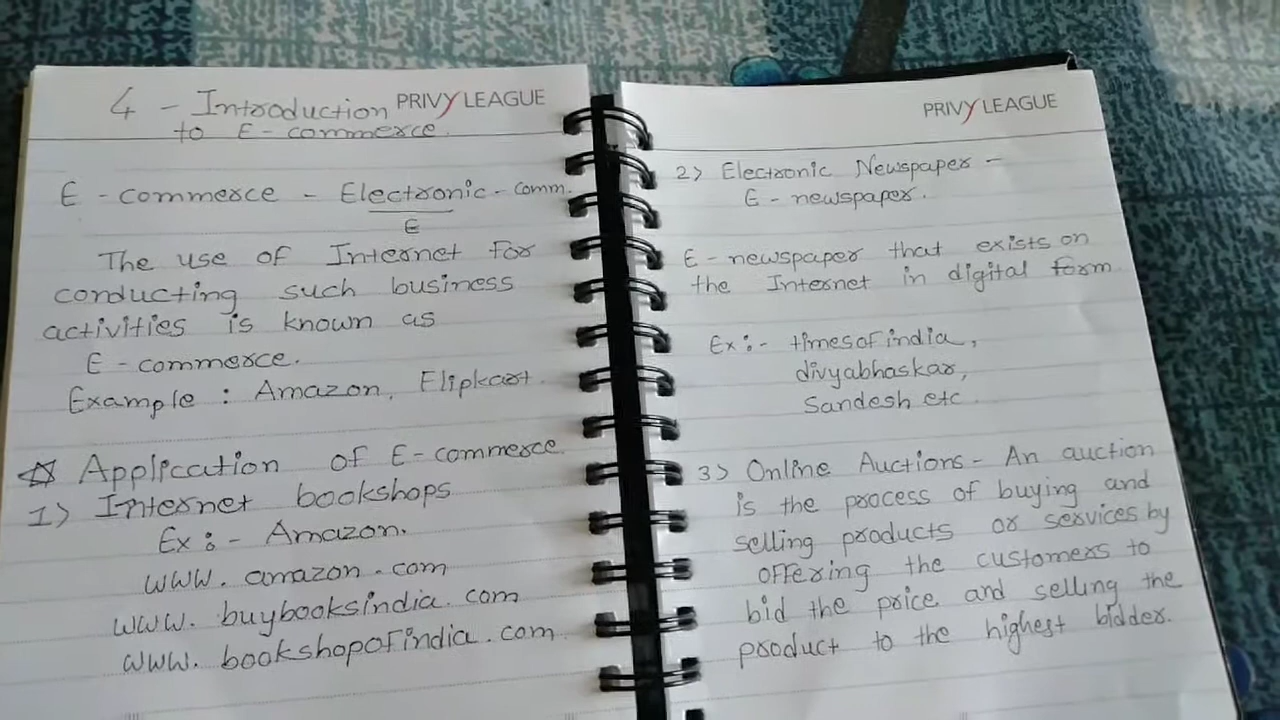 4 - Introduction PRIVY LEAGUE
to E-commerce.
E-commerce - Electronic-comm.
E
The use of Internet for
conducting such business
activities is known as
E-commerce.
Example : Amazon, Flipkart.
☆ Application of E-commerce.
1) Internet bookshops
Ex:- Amazon.
www.amazon.com
www.buybooksindia.com
www.bookshopofindia.com
PRIVY LEAGUE
2) Electronic Newspaper -
E-newspaper.
E-newspaper that exists on
the Internet in digital form
Ex:- timesofindia,
divyabhaskar,
Sandesh etc.
3) Online Auctions - An auction
is the process of buying and
selling products or services by
offering the customers to
bid the price and selling the
product to the highest bidder.